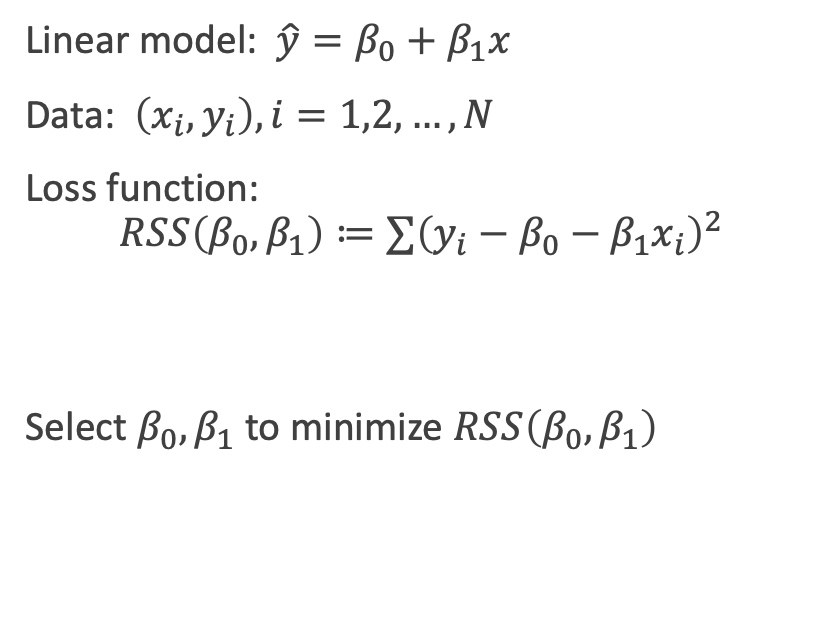 Linear model: ŷ = β₀ + β₁x
Data: (xᵢ, yᵢ), i = 1,2, … , N
Loss function:
RSS(β₀, β₁) ≔ ∑(yᵢ − β₀ − β₁xᵢ)²
Select β₀, β₁ to minimize RSS(β₀, β₁)